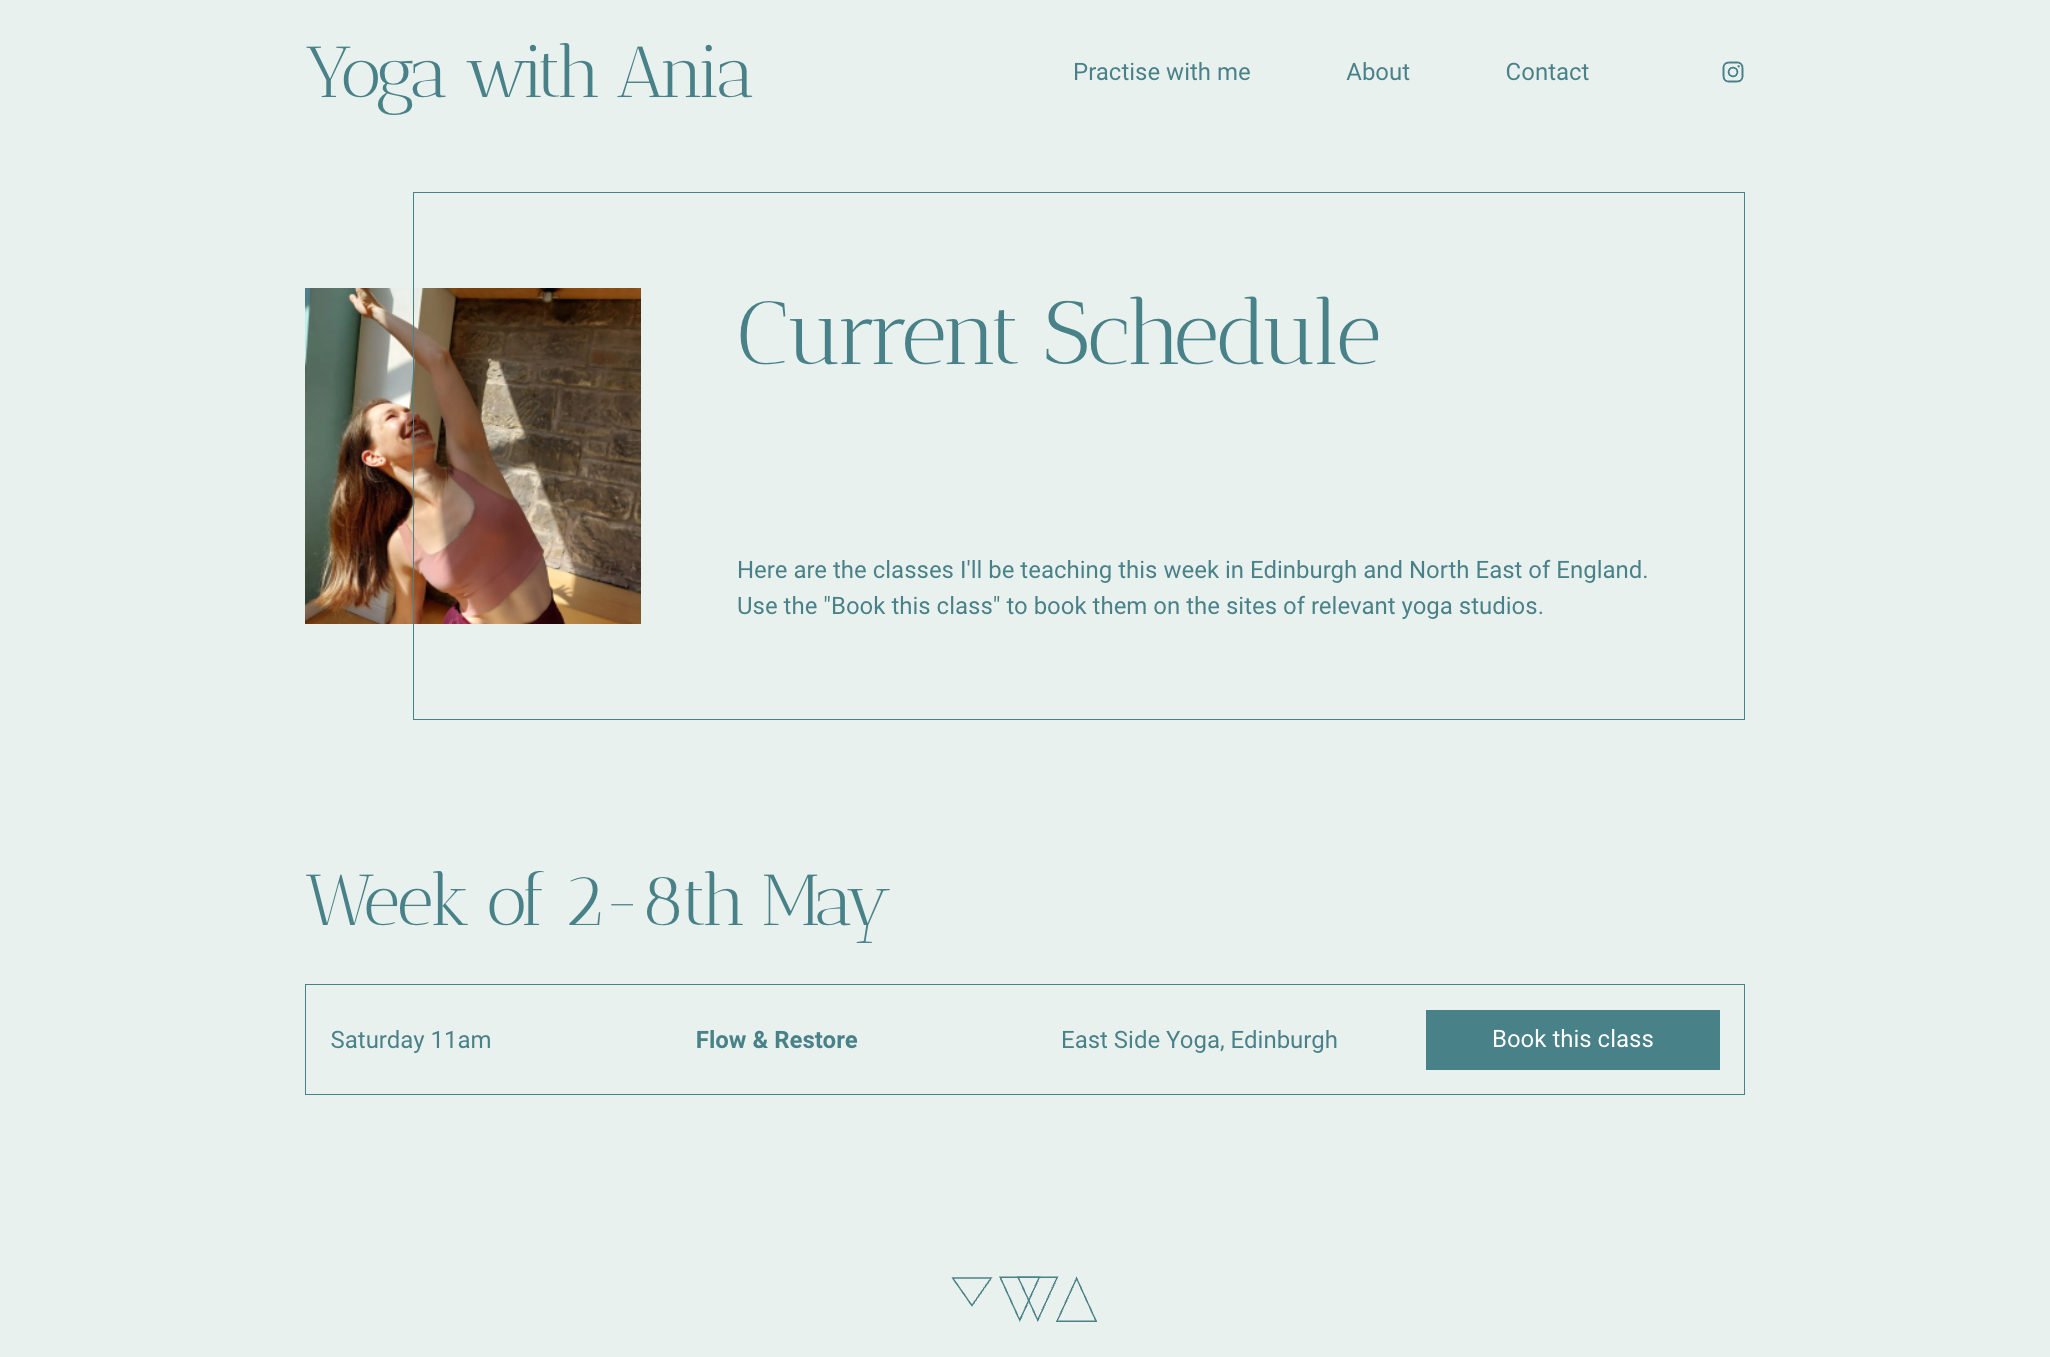 Yoga with Ania
Practise with me
About
Contact
Current Schedule
Here are the classes I'll be teaching this week in Edinburgh and North East of England.
Use the "Book this class" to book them on the sites of relevant yoga studios.
Week of 2-8th May
Saturday 11am
Flow & Restore
East Side Yoga, Edinburgh
Book this class